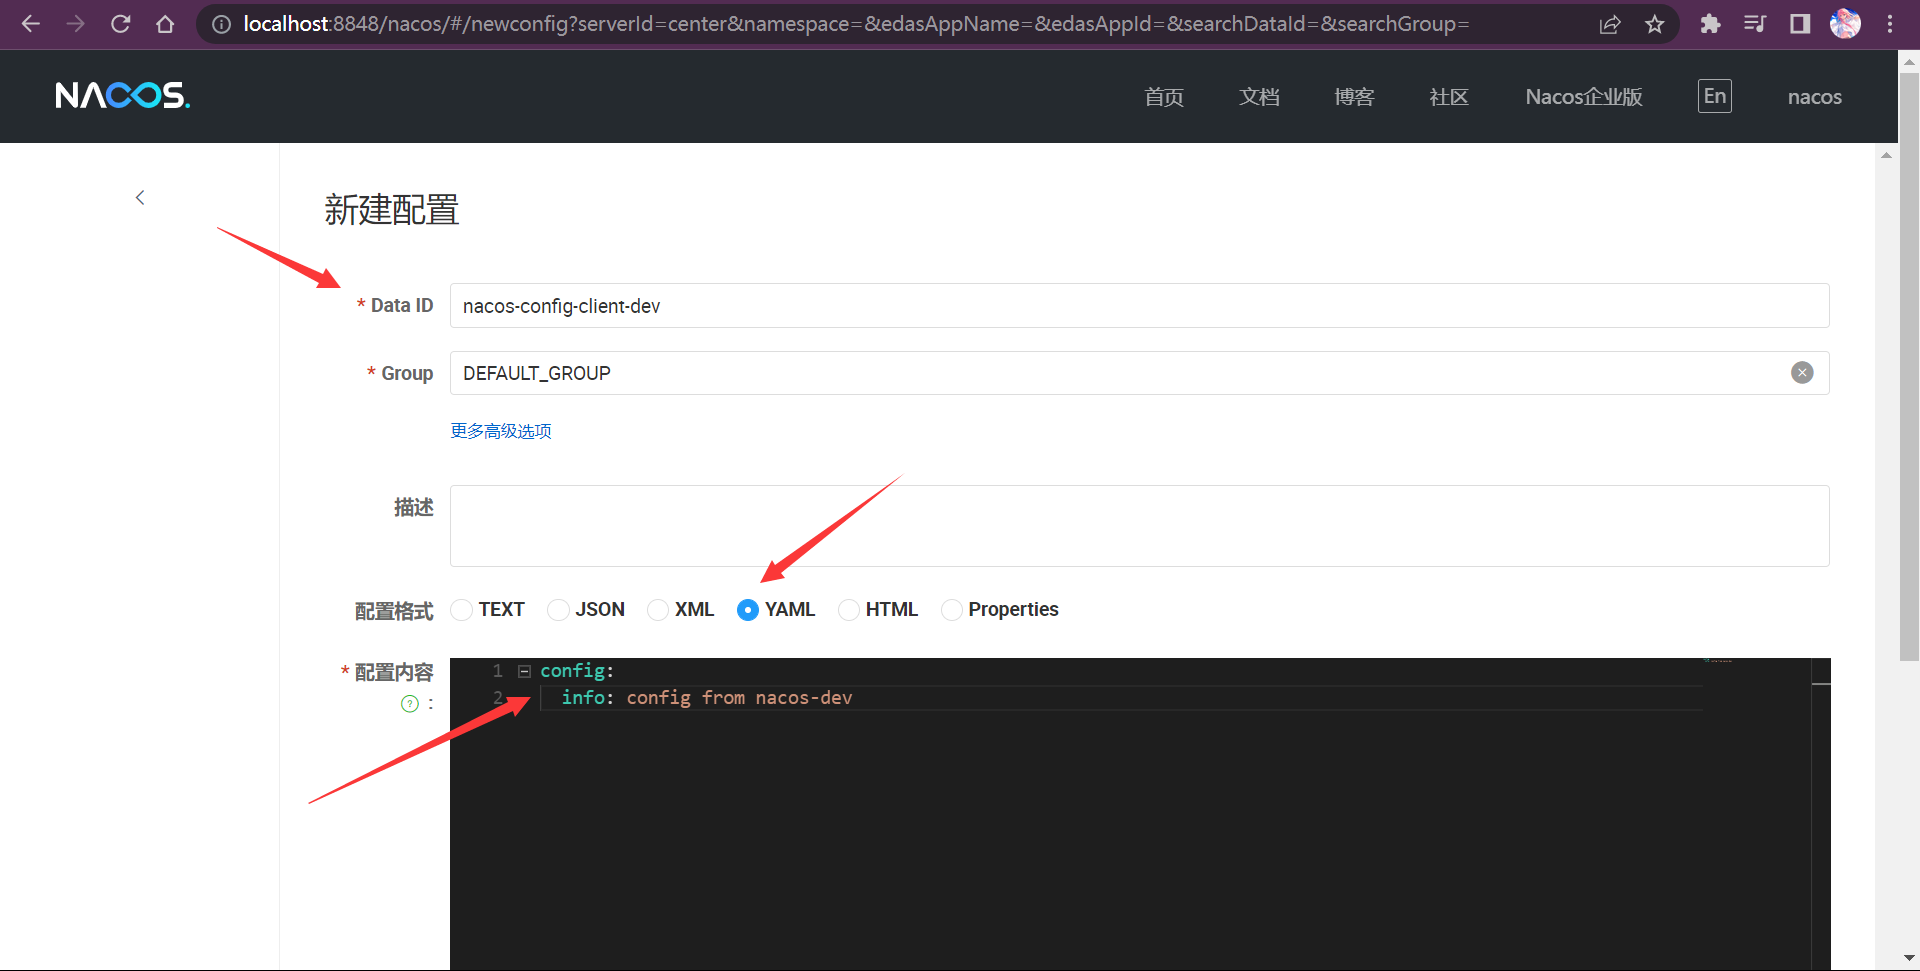 localhost:8848/nacos/#/newconfig?serverId=center&namespace=&edasAppName=&edasAppId=&searchDataId=&searchGroup=
NACOS.
首页 文档 博客 社区 Nacos企业版 En nacos
新建配置
* Data ID nacos-config-client-dev
* Group DEFAULT_GROUP
更多高级选项
描述
配置格式 TEXT JSON XML YAML HTML Properties
* 配置内容 1 config:
? : 2 info: config from nacos-dev